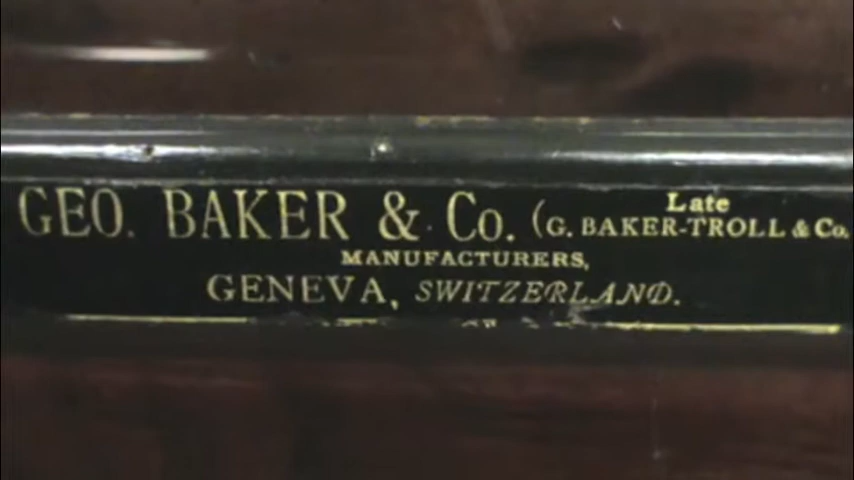 GEO. BAKER & Co. (G. BAKER-TROLL & Co.
Late
MANUFACTURERS,
GENEVA, SWITZERLAND.